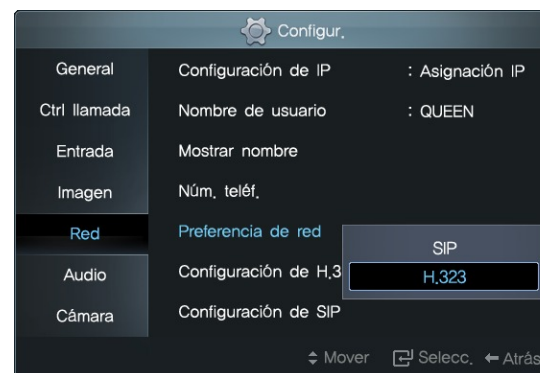 Configur.
General
Ctrl llamada
Entrada
Imagen
Red
Audio
Cámara
Configuración de IP : Asignación IP
Nombre de usuario : QUEEN
Mostrar nombre
Núm. teléf.
Preferencia de red
Configuración de H.3
Configuración de SIP
SIP
H.323
Mover Selecc. Atrás